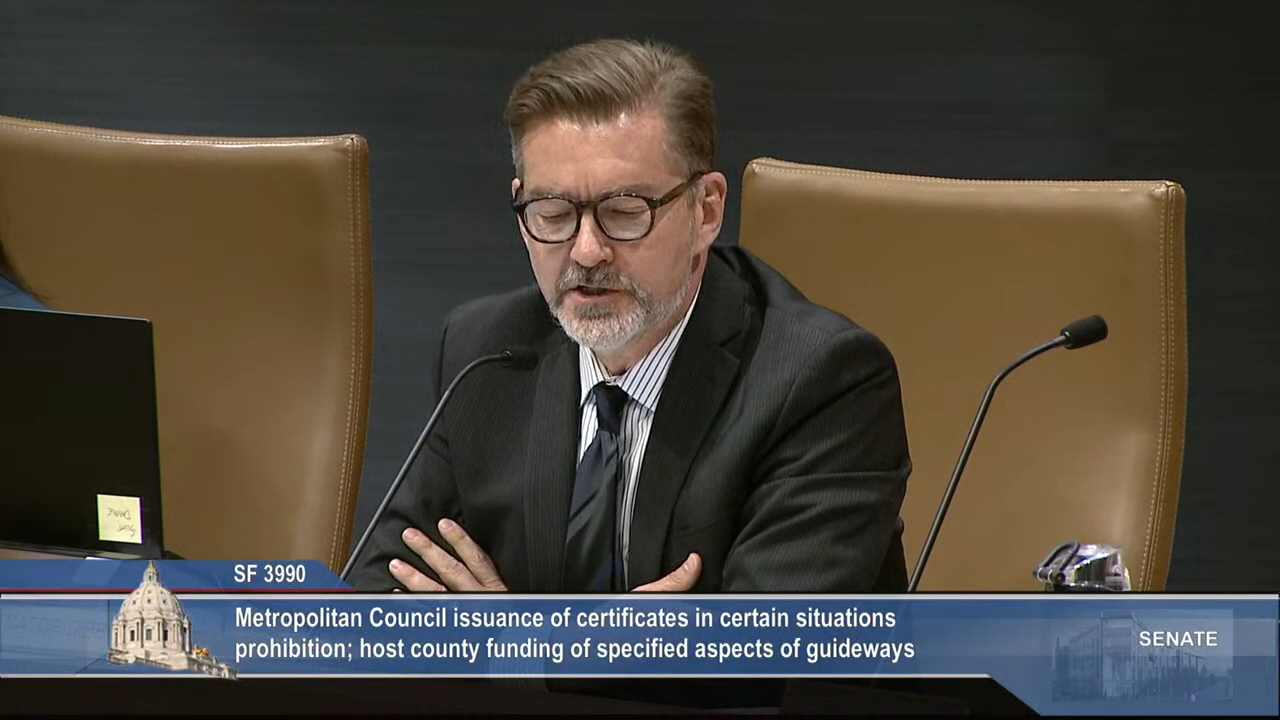 SF 3990
Metropolitan Council issuance of certificates in certain situations
prohibition; host county funding of specified aspects of guideways
SENATE